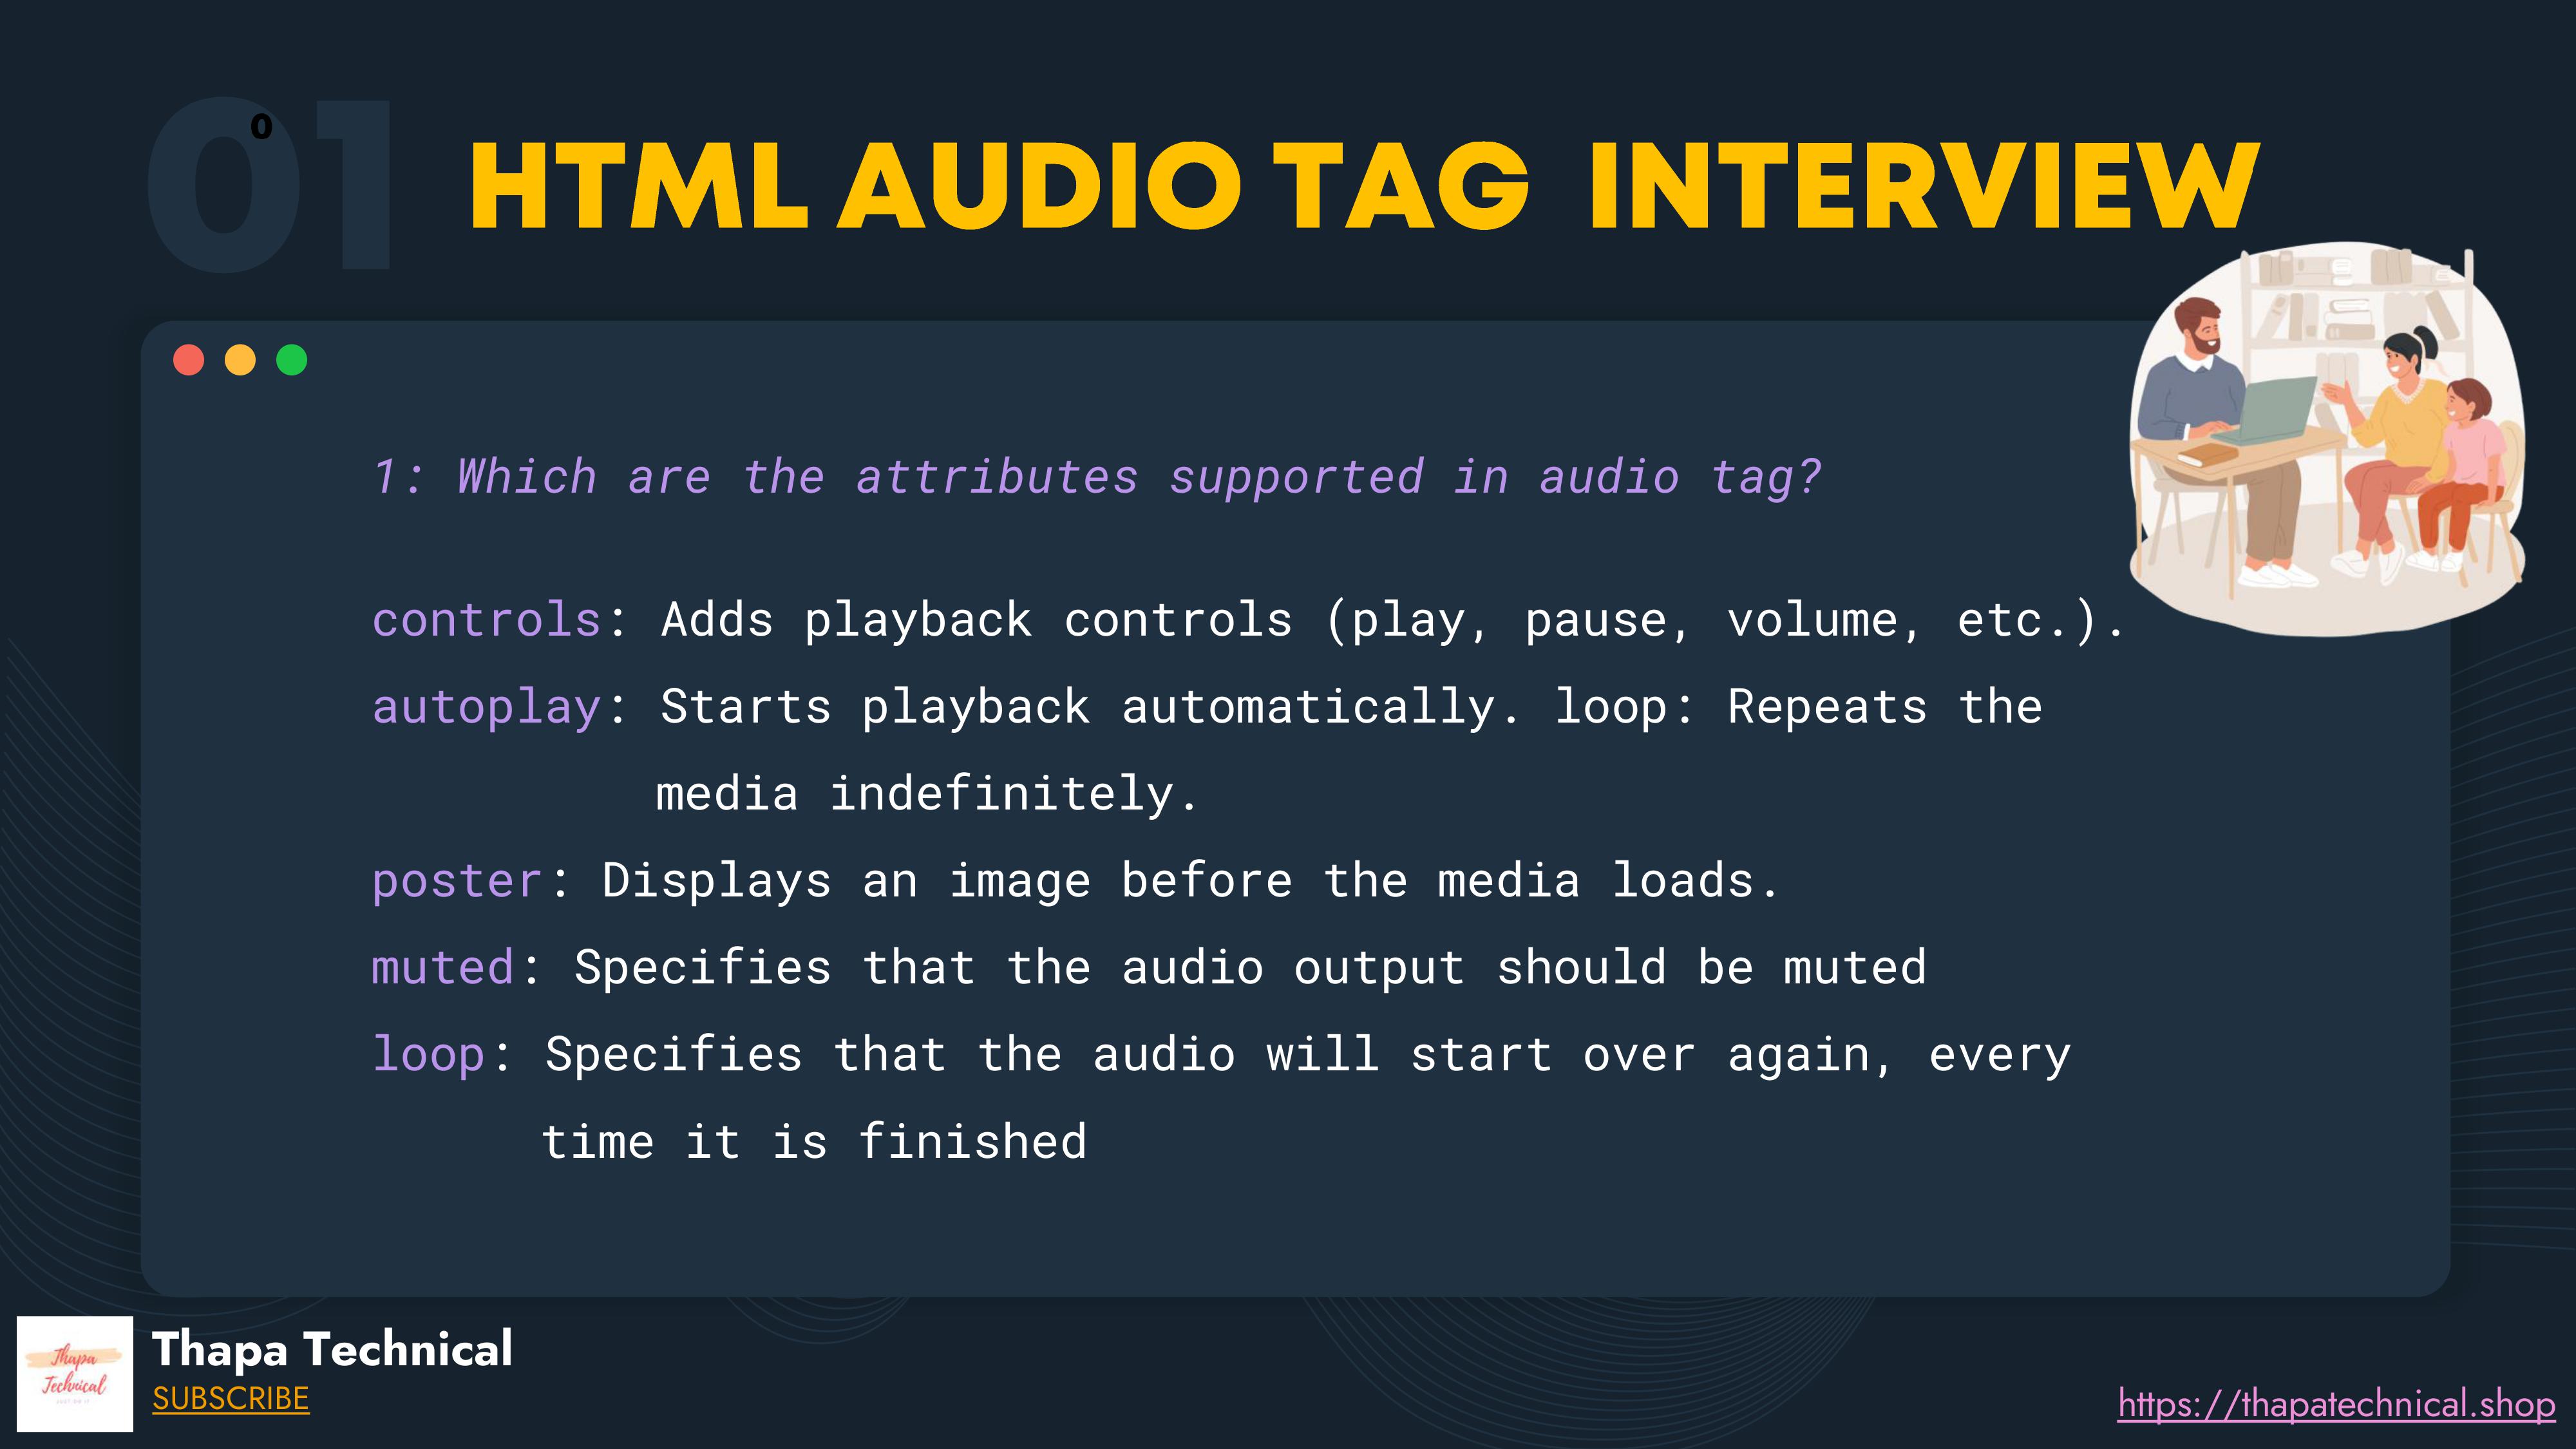 01
0
HTML AUDIO TAG INTERVIEW
1: Which are the attributes supported in audio tag?
controls: Adds playback controls (play, pause, volume, etc.).
autoplay: Starts playback automatically. loop: Repeats the
media indefinitely.
poster: Displays an image before the media loads.
muted: Specifies that the audio output should be muted
loop: Specifies that the audio will start over again, every
time it is finished
Thapa
Technical
Thapa Technical
SUBSCRIBE
https://thapatechnical.shop